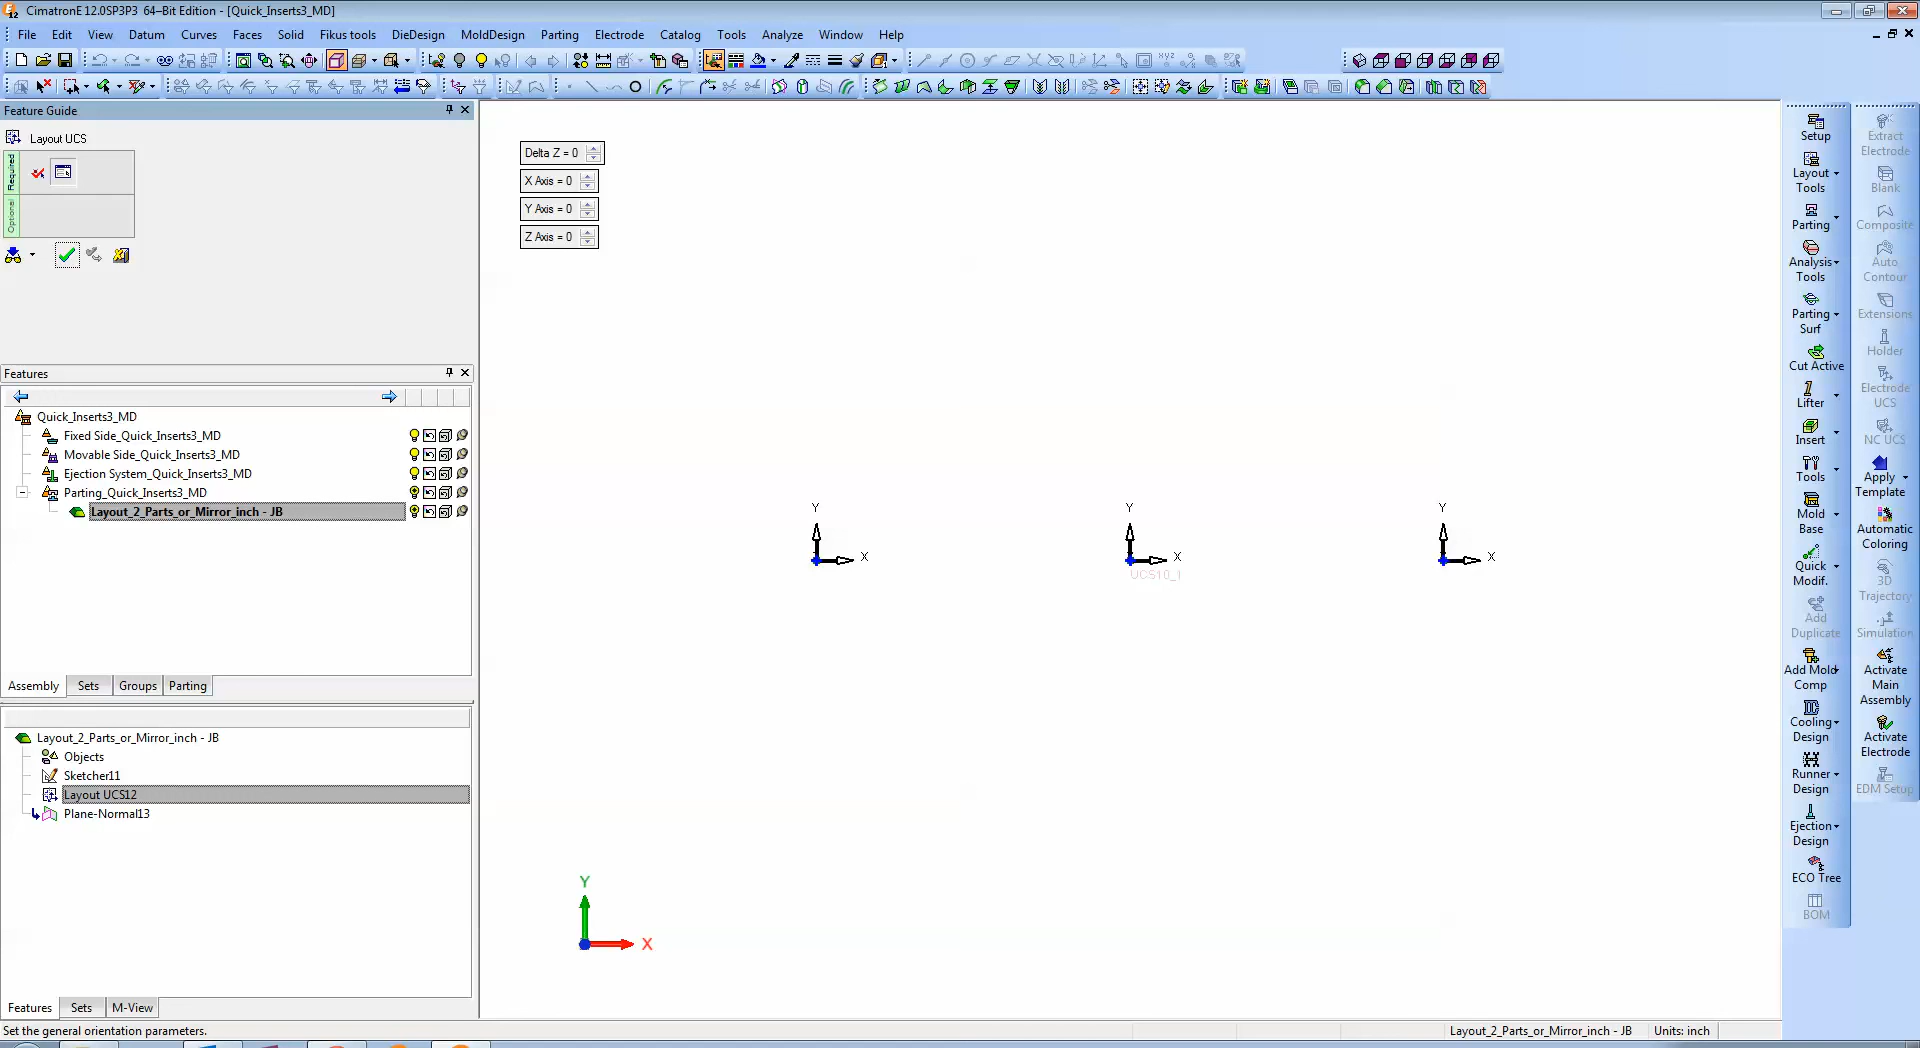 CimatronE 12.0SP3P3 64–Bit Edition - [Quick_Inserts3_MD]
File Edit View Datum Curves Faces Solid Fikus tools DieDesign MoldDesign Parting Electrode Catalog Tools Analyze Window Help
Feature Guide
Layout UCS
Required
Optional
Features
Quick_Inserts3_MD
Fixed Side_Quick_Inserts3_MD
Movable Side_Quick_Inserts3_MD
Ejection System_Quick_Inserts3_MD
Parting_Quick_Inserts3_MD
Layout_2_Parts_or_Mirror_inch - JB
Assembly Sets Groups Parting
Layout_2_Parts_or_Mirror_inch - JB
Objects
Sketcher11
Layout UCS12
Plane-Normal13
Features Sets M-View
Delta Z = 0
X Axis = 0
Y Axis = 0
Z Axis = 0
Y Y Y
X X X
UCS10_1
Y
X
Setup
Layout
Tools
Parting
Analysis
Tools
Parting
Surf
Cut Active
Lifter
Insert
Tools
Mold
Base
Quick
Modif.
Add
Duplicate
Add Mold
Comp
Cooling
Design
Runner
Design
Ejection
Design
ECO Tree
BOM
Extract
Electrode
Blank
Composite
Auto
Contour
Extensions
Holder
Electrode
UCS
NC UCS
Apply
Template
Automatic
Coloring
3D
Trajectory
Simulation
Activate
Main
Assembly
Activate
Electrode
EDM Setup
Set the general orientation parameters.
Layout_2_Parts_or_Mirror_inch - JB Units: inch